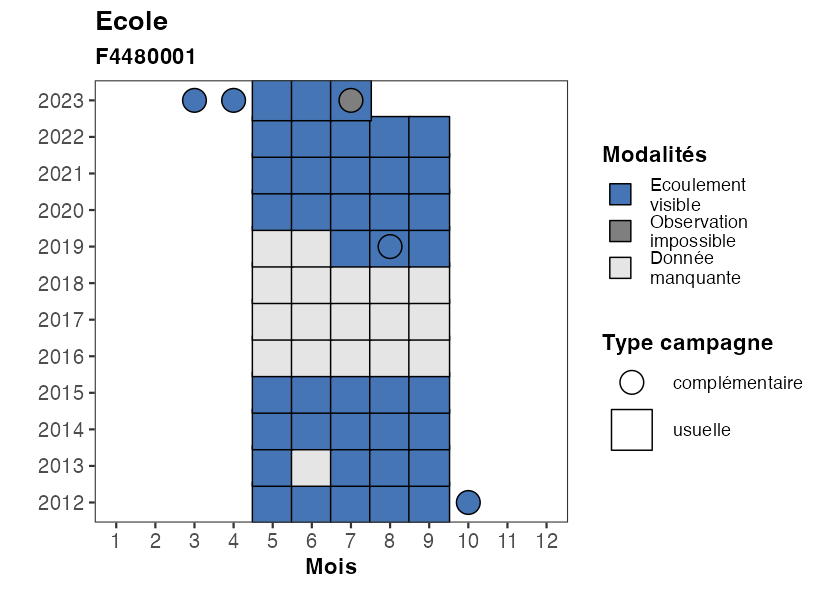 Ecole
F4480001
2023
2022
2021
2020
2019
2018
2017
2016
2015
2014
2013
2012
1 2 3 4 5 6 7 8 9 10 11 12
Mois
Modalités
Ecoulement
visible
Observation
impossible
Donnée
manquante
Type campagne
complémentaire
usuelle